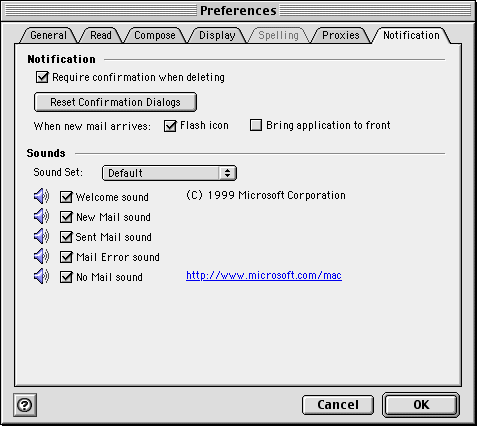 Preferences
General Read Compose Display Spelling Proxies Notification
Notification
Require confirmation when deleting
Reset Confirmation Dialogs
When new mail arrives: Flash icon Bring application to front
Sounds
Sound Set: Default
Welcome sound (C) 1999 Microsoft Corporation
New Mail sound
Sent Mail sound
Mail Error sound
No Mail sound http://www.microsoft.com/mac
? Cancel OK